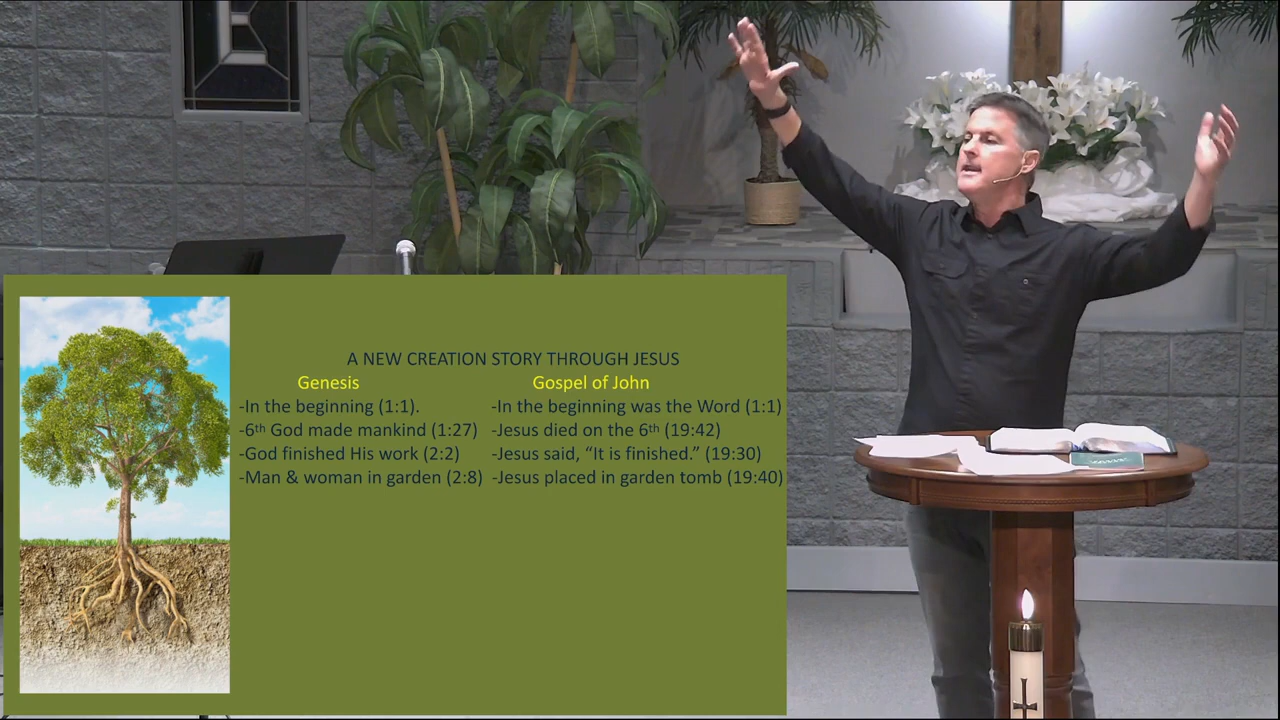 A NEW CREATION STORY THROUGH JESUS
Genesis Gospel of John
-In the beginning (1:1). -In the beginning was the Word (1:1)
-6th God made mankind (1:27) -Jesus died on the 6th (19:42)
-God finished His work (2:2) -Jesus said, “It is finished.” (19:30)
-Man & woman in garden (2:8) -Jesus placed in garden tomb (19:40)